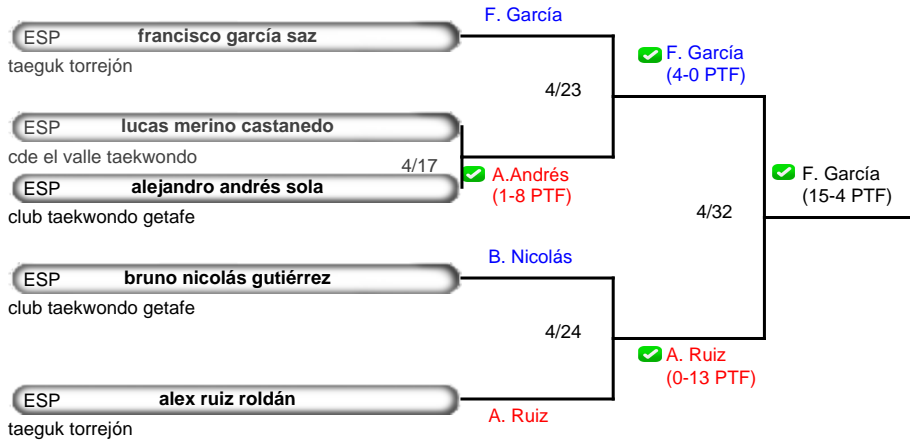 F. García
ESP francisco garcía saz
taeguk torrejón
F. García
(4-0 PTF)
4/23
ESP lucas merino castanedo
cde el valle taekwondo
4/17
A.Andrés
(1-8 PTF)
ESP alejandro andrés sola
club taekwondo getafe
F. García
(15-4 PTF)
4/32
B. Nicolás
ESP bruno nicolás gutiérrez
club taekwondo getafe
4/24
A. Ruiz
(0-13 PTF)
ESP alex ruiz roldán
A. Ruiz
taeguk torrejón